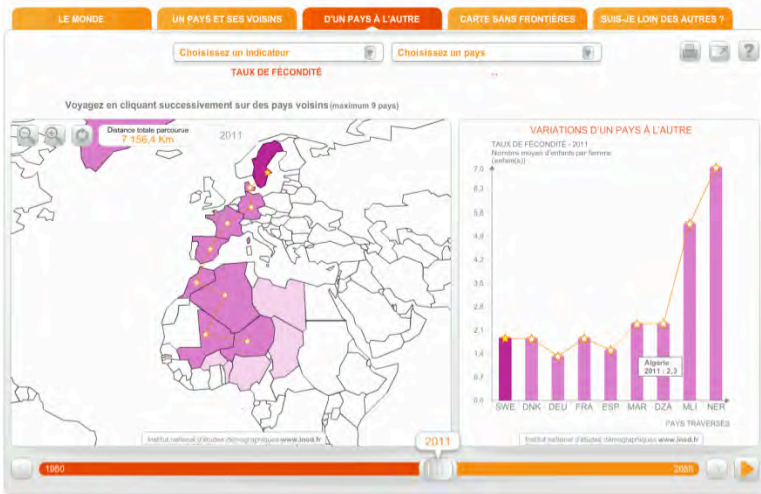 LE MONDE
UN PAYS ET SES VOISINS
D'UN PAYS À L'AUTRE
CARTE SANS FRONTIÈRES
SUIS-JE LOIN DES AUTRES ?
Choisissez un indicateur
Choisissez un pays
?
TAUX DE FÉCONDITÉ
..
Voyagez en cliquant successivement sur des pays voisins (maximum 9 pays)
Distance totale parcourue
7 156,4 Km
2011
VARIATIONS D'UN PAYS À L'AUTRE
TAUX DE FÉCONDITÉ - 2011
Nombre moyen d'enfants par femme
(enfant(s))
7,0
6,3
5,6
4,9
4,2
3,5
2,8
2,1
1,4
0,7
0,0
Algérie
2011 : 2,3
SWE DNK DEU FRA ESP MAR DZA MLI NER
PAYS TRAVERSÉS
Institut national d'études démographiques www.ined.fr
Institut national d'études démographiques www.ined.fr
2011
1950